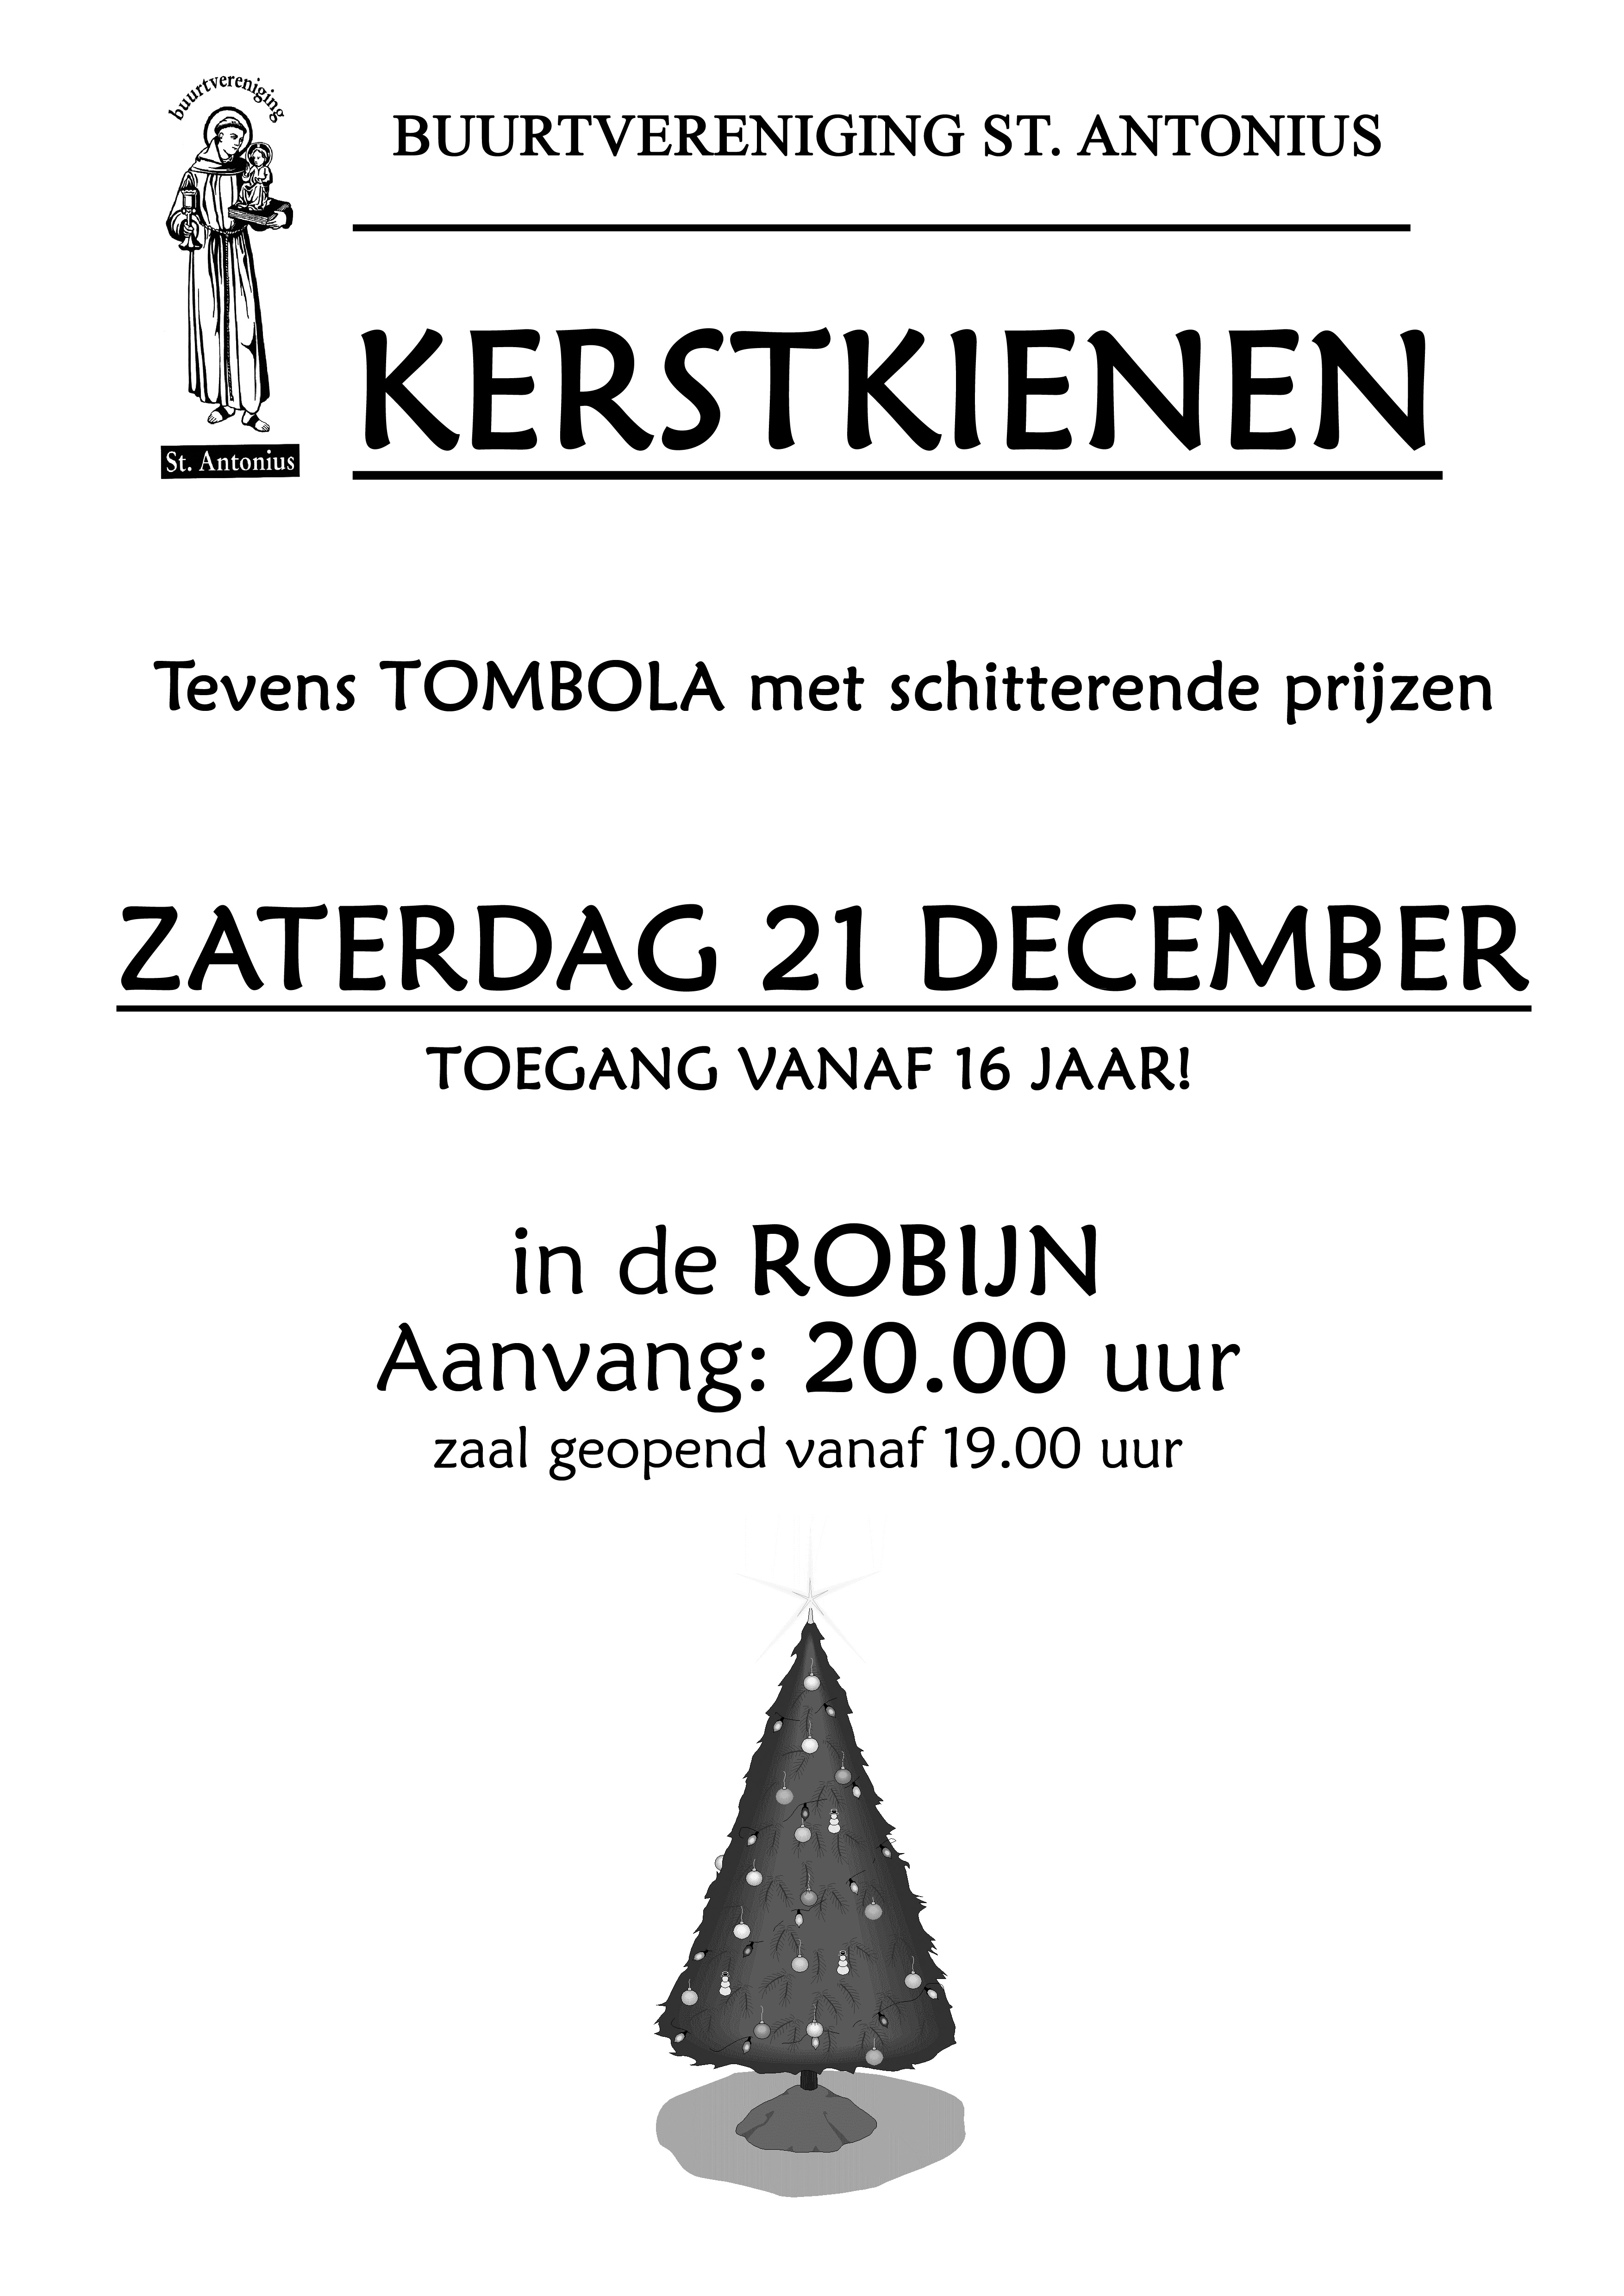 buurtvereniging
St. Antonius
BUURTVERENIGING ST. ANTONIUS
KERSTKIENEN
Tevens TOMBOLA met schitterende prijzen
ZATERDAG 21 DECEMBER
TOEGANG VANAF 16 JAAR!
in de ROBIJN
Aanvang: 20.00 uur
zaal geopend vanaf 19.00 uur